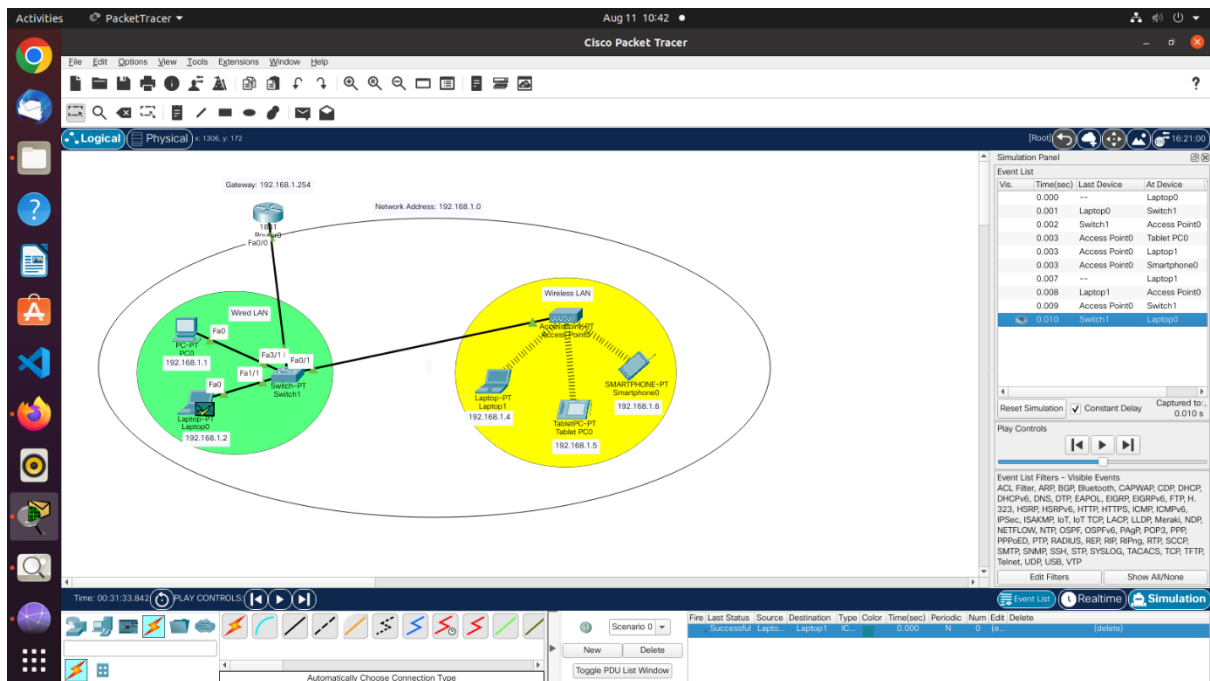 Activities PacketTracer Aug 11 10:42
Cisco Packet Tracer
File Edit Options View Tools Extensions Window Help
Logical Physical x: 1306, y: 172 [Root] 16:21:00
Gateway: 192.168.1.254
Network Address: 192.168.1.0
1841
Fa0/0
Wired LAN
Fa0
PC-PT
PC0
192.168.1.1
Fa3/1
Fa0/1
Fa1/1
Fa0
Switch-PT
Switch1
Laptop-PT
Laptop0
192.168.1.2
Wireless LAN
AccessPoint-PT
Access Point0
Laptop-PT
Laptop1
192.168.1.4
TabletPC-PT
Tablet PC0
192.168.1.5
SMARTPHONE-PT
Smartphone0
192.168.1.6
Simulation Panel
Event List
Vis. Time(sec) Last Device At Device
0.000 -- Laptop0
0.001 Laptop0 Switch1
0.002 Switch1 Access Point0
0.003 Access Point0 Tablet PC0
0.003 Access Point0 Laptop1
0.003 Access Point0 Smartphone0
0.007 -- Laptop1
0.008 Laptop1 Access Point0
0.009 Access Point0 Switch1
0.010 Switch1 Laptop0
Reset Simulation Constant Delay Captured to:
0.010 s
Play Controls
Event List Filters - Visible Events
ACL Filter, ARP, BGP, Bluetooth, CAPWAP, CDP, DHCP,
DHCPv6, DNS, DTP, EAPOL, EIGRP, EIGRPv6, FTP, H.
323, HSRP, HSRPv6, HTTP, HTTPS, ICMP, ICMPv6,
IPSec, ISAKMP, IoT, IoT TCP, LACP, LLDP, Meraki, NDP,
NETFLOW, NTP, OSPF, OSPFv6, PAgP, POP3, PPP,
PPPoED, PTP, RADIUS, REP, RIP, RIPng, RTP, SCCP,
SMTP, SNMP, SSH, STP, SYSLOG, TACACS, TCP, TFTP,
Telnet, UDP, USB, VTP
Edit Filters Show All/None
Time: 00:31:33.842 PLAY CONTROLS: Event List Realtime Simulation
Scenario 0
New Delete
Toggle PDU List Window
Fire Last Status Source Destination Type Color Time(sec) Periodic Num Edit Delete
Successful Lapto... Laptop1 IC... 0.000 N 0 (e... (delete)
Automatically Choose Connection Type